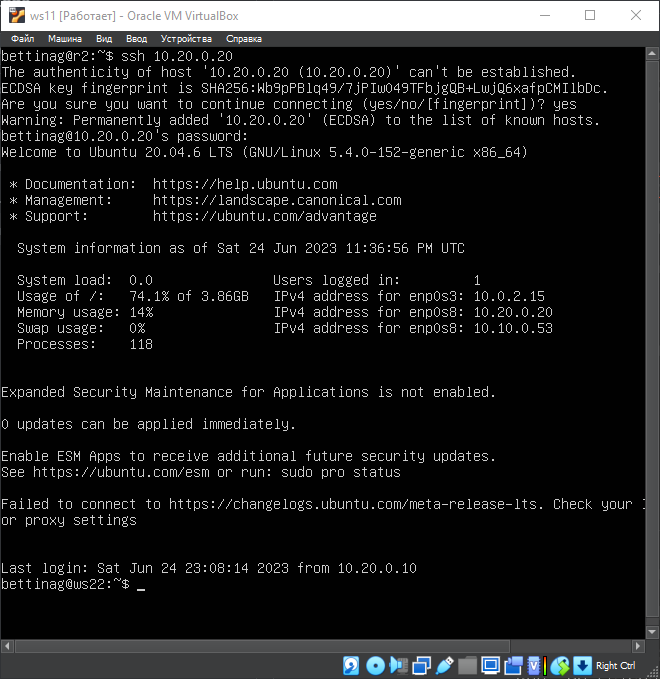 ws11 [Работает] - Oracle VM VirtualBox
Файл Машина Вид Ввод Устройства Справка
bettinag@r2:~$ ssh 10.20.0.20
The authenticity of host '10.20.0.20 (10.20.0.20)' can't be established.
ECDSA key fingerprint is SHA256:Wb9pPBlq49/7jPIwO49TFbjgQB+LwjQ6xafpCMIlbDc.
Are you sure you want to continue connecting (yes/no/[fingerprint])? yes
Warning: Permanently added '10.20.0.20' (ECDSA) to the list of known hosts.
bettinag@10.20.0.20's password:
Welcome to Ubuntu 20.04.6 LTS (GNU/Linux 5.4.0-152-generic x86_64)
* Documentation: https://help.ubuntu.com
* Management: https://landscape.canonical.com
* Support: https://ubuntu.com/advantage
System information as of Sat 24 Jun 2023 11:36:56 PM UTC
System load: 0.0 Users logged in: 1
Usage of /: 74.1% of 3.86GB IPv4 address for enp0s3: 10.0.2.15
Memory usage: 14% IPv4 address for enp0s8: 10.20.0.20
Swap usage: 0% IPv4 address for enp0s8: 10.10.0.53
Processes: 118
Expanded Security Maintenance for Applications is not enabled.
0 updates can be applied immediately.
Enable ESM Apps to receive additional future security updates.
See https://ubuntu.com/esm or run: sudo pro status
Failed to connect to https://changelogs.ubuntu.com/meta-release-lts. Check your
or proxy settings
Last login: Sat Jun 24 23:08:14 2023 from 10.20.0.10
bettinag@ws22:~$ _
Right Ctrl